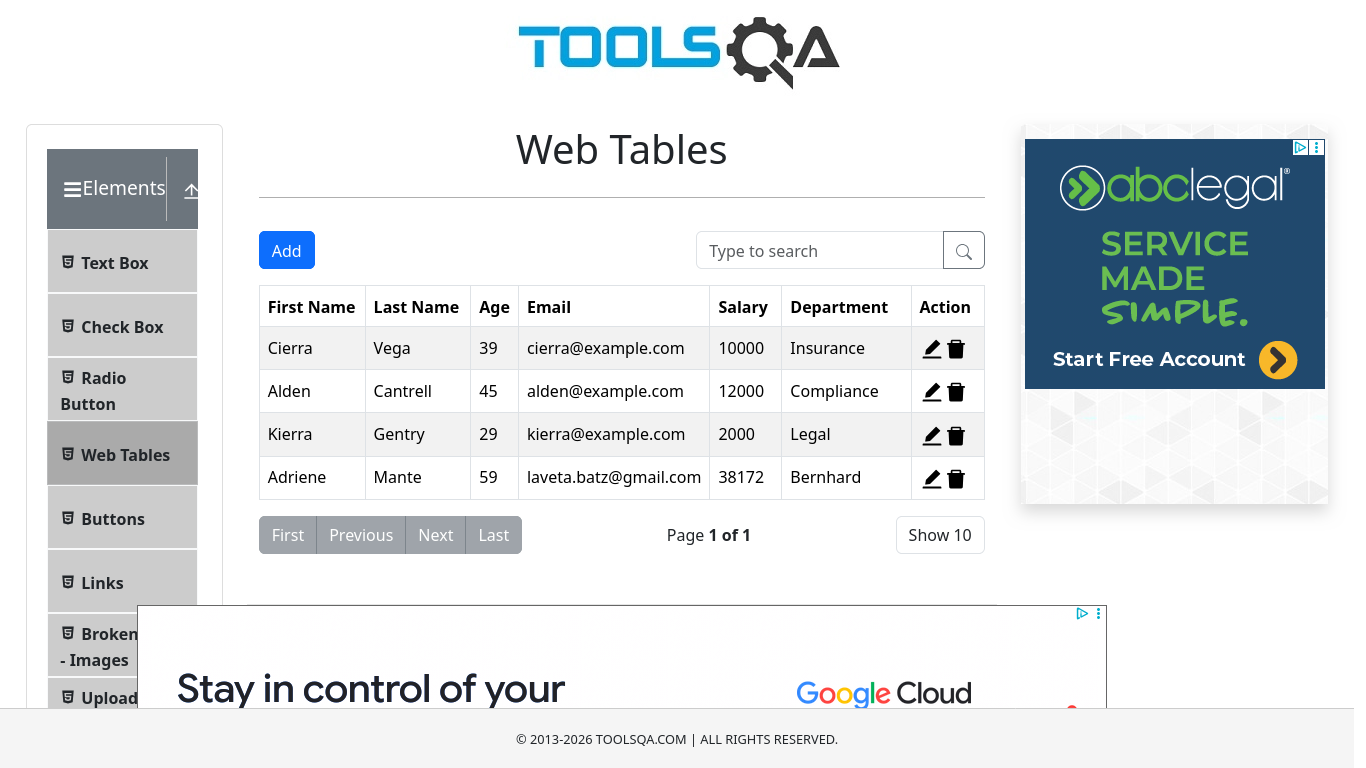 TOOLSQA
Web Tables
Elements
Text Box
Check Box
Radio
Button
Web Tables
Buttons
Links
Broken
- Images
Upload
Add
Type to search
First Name Last Name Age Email Salary Department Action
Cierra Vega 39 cierra@example.com 10000 Insurance
Alden Cantrell 45 alden@example.com 12000 Compliance
Kierra Gentry 29 kierra@example.com 2000 Legal
Adriene Mante 59 laveta.batz@gmail.com 38172 Bernhard
First Previous Next Last
Page 1 of 1
Show 10
abclegal®
SERVICE
MADE
SIMPLE.
Start Free Account
Stay in control of your
Google Cloud
© 2013-2026 TOOLSQA.COM | ALL RIGHTS RESERVED.